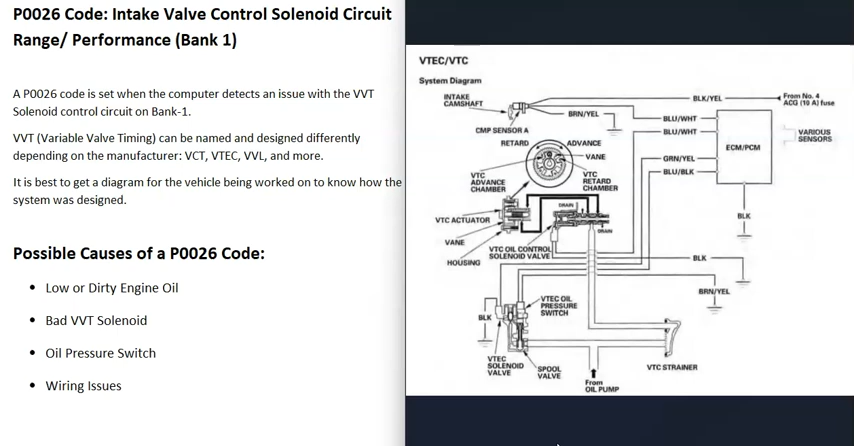 P0026 Code: Intake Valve Control Solenoid Circuit
Range/ Performance (Bank 1)
A P0026 code is set when the computer detects an issue with the VVT
Solenoid control circuit on Bank-1.
VVT (Variable Valve Timing) can be named and designed differently
depending on the manufacturer: VCT, VTEC, VVL, and more.
It is best to get a diagram for the vehicle being worked on to know how the
system was designed.
Possible Causes of a P0026 Code:
• Low or Dirty Engine Oil
• Bad VVT Solenoid
• Oil Pressure Switch
• Wiring Issues
VTEC/VTC
System Diagram
INTAKE
CAMSHAFT
BLK/YEL
From No. 4
ACG (10 A) fuse
BRN/YEL
BLU/WHT
CMP SENSOR A
BLU/WHT
VARIOUS
SENSORS
RETARD
ADVANCE
ECM/PCM
VANE
GRN/YEL
BLU/BLK
VTC
ADVANCE
CHAMBER
VTC
RETARD
CHAMBER
DRAIN
VTC ACTUATOR
BLK
DRAIN
VANE
VTC OIL CONTROL
SOLENOID VALVE
HOUSING
BLK
BRN/YEL
VTEC OIL
PRESSURE
SWITCH
BLK
VTEC
SOLENOID
VALVE
SPOOL
VALVE
VTC STRAINER
From
OIL PUMP